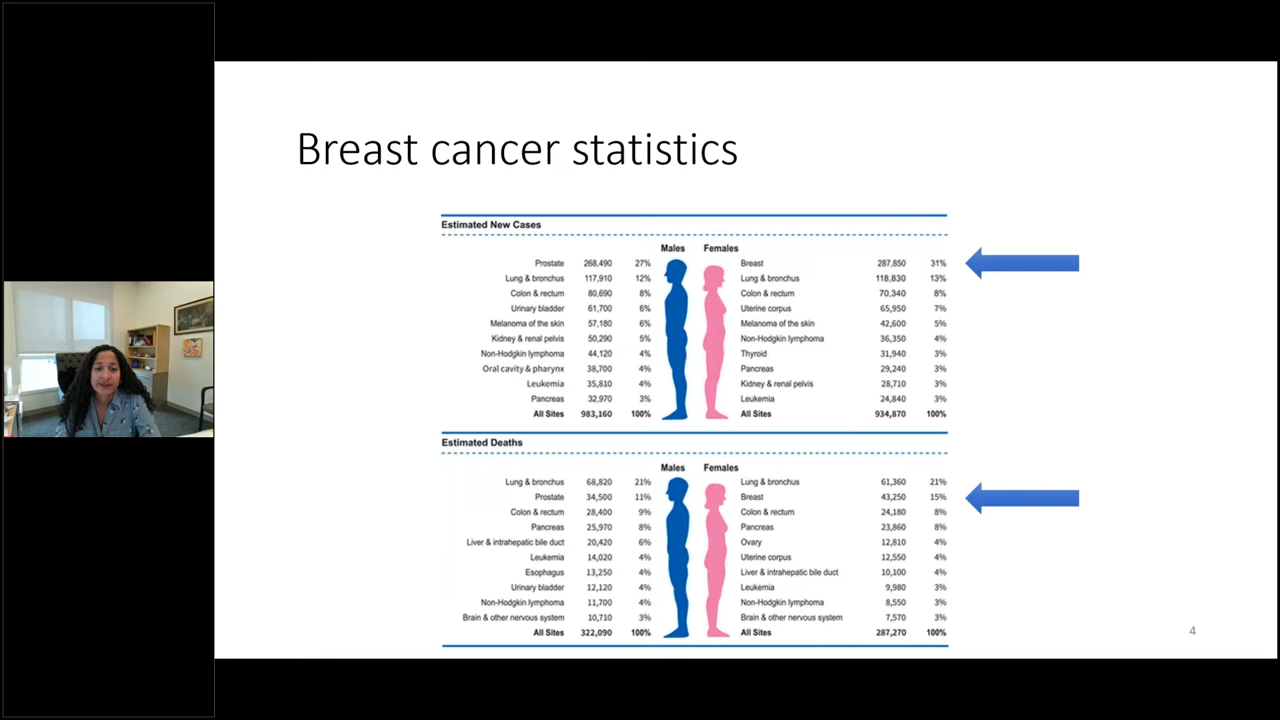 Breast cancer statistics
Estimated New Cases
Males Females
Prostate 268,490 27% Breast 287,850 31%
Lung & bronchus 117,910 12% Lung & bronchus 118,830 13%
Colon & rectum 80,690 8% Colon & rectum 70,340 8%
Urinary bladder 61,700 6% Uterine corpus 65,950 7%
Melanoma of the skin 57,180 6% Melanoma of the skin 42,600 5%
Kidney & renal pelvis 50,290 5% Non-Hodgkin lymphoma 36,350 4%
Non-Hodgkin lymphoma 44,120 4% Thyroid 31,940 3%
Oral cavity & pharynx 38,700 4% Pancreas 29,240 3%
Leukemia 35,810 4% Kidney & renal pelvis 28,710 3%
Pancreas 32,970 3% Leukemia 24,840 3%
All Sites 983,160 100% All Sites 934,870 100%
Estimated Deaths
Males Females
Lung & bronchus 68,820 21% Lung & bronchus 61,360 21%
Prostate 34,500 11% Breast 43,250 15%
Colon & rectum 28,400 9% Colon & rectum 24,180 8%
Pancreas 25,970 8% Pancreas 23,860 8%
Liver & intrahepatic bile duct 20,420 6% Ovary 12,810 4%
Leukemia 14,020 4% Uterine corpus 12,550 4%
Esophagus 13,250 4% Liver & intrahepatic bile duct 10,100 4%
Urinary bladder 12,120 4% Leukemia 9,980 3%
Non-Hodgkin lymphoma 11,700 4% Non-Hodgkin lymphoma 8,550 3%
Brain & other nervous system 10,710 3% Brain & other nervous system 7,570 3%
All Sites 322,090 100% All Sites 287,270 100%
4